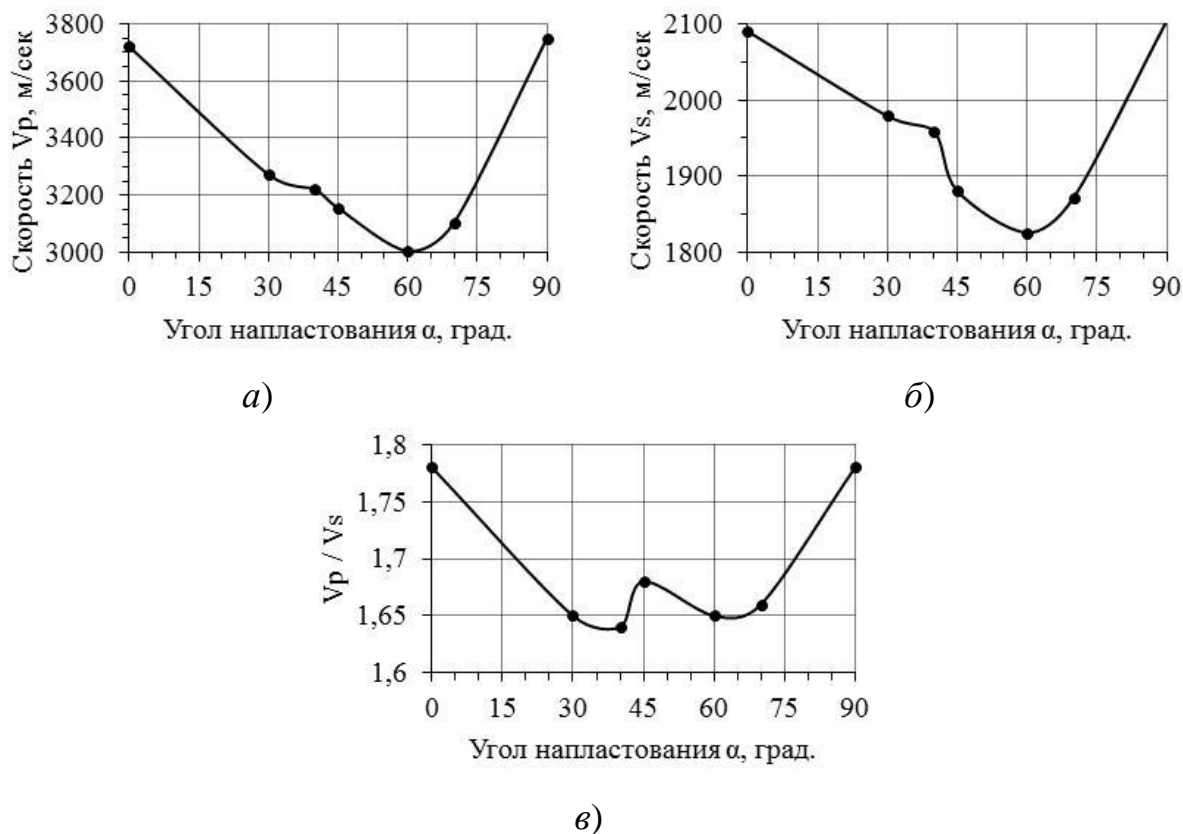 Скорость Vp, м/сек
3800
3600
3400
3200
3000
0 15 30 45 60 75 90
Угол напластования α, град.
а)
Скорость Vs, м/сек
2100
2000
1900
1800
0 15 30 45 60 75 90
Угол напластования α, град.
б)
Vp / Vs
1,8
1,75
1,7
1,65
1,6
0 15 30 45 60 75 90
Угол напластования α, град.
в)